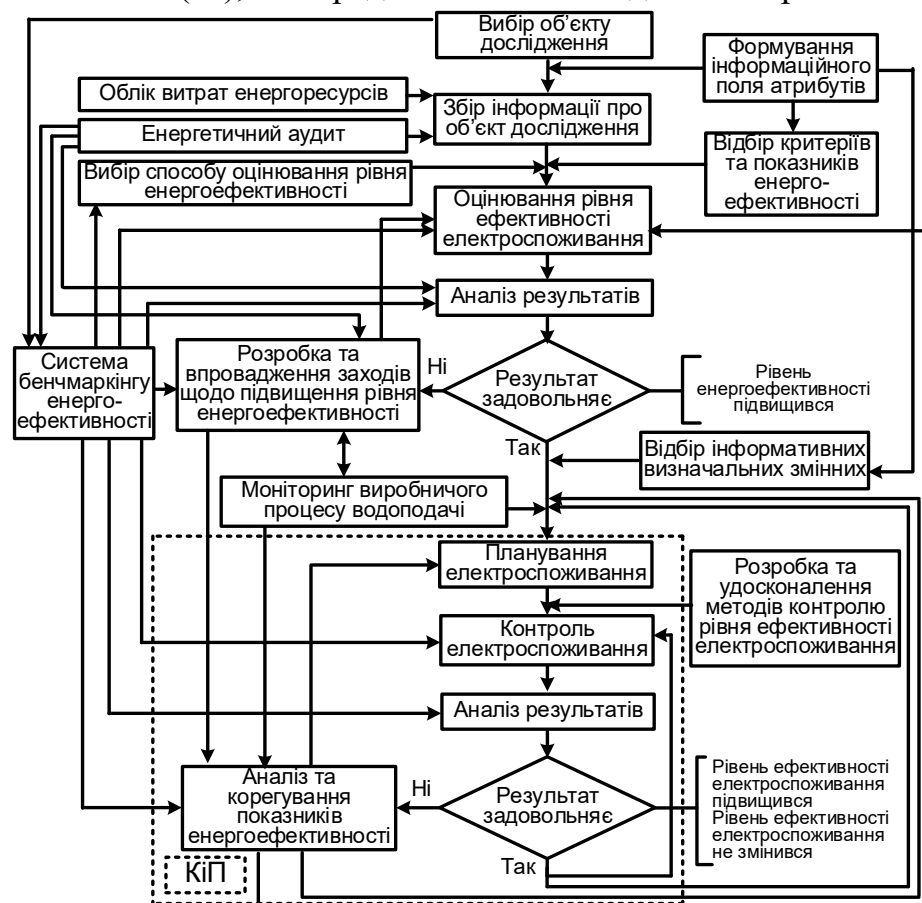 Вибір об’єкту
дослідження
Формування
інформаційного
поля атрибутів
Облік витрат енергоресурсів
Збір інформації про
об’єкт дослідження
Енергетичний аудит
Відбір критеріїв
та показників
енерго-
ефективності
Вибір способу оцінювання рівня
енергоефективності
Оцінювання рівня
ефективності
електроспоживання
Аналіз результатів
Система
бенчмаркінгу
енерго-
ефективності
Розробка та
впровадження заходів
щодо підвищення рівня
енергоефективності
Ні
Результат
задовольняє
Рівень
енергоефективності
підвищився
Так
Відбір інформативних
визначальних змінних
Моніторинг виробничого
процесу водоподачі
Планування
електроспоживання
Розробка та
удосконалення
методів контролю
рівня ефективності
електроспоживання
Контроль
електроспоживання
Аналіз результатів
Аналіз та
корегування
показників
енергоефективності
Ні
Результат
задовольняє
Рівень ефективності
електроспоживання
підвищився
Рівень ефективності
електроспоживання
не змінився
Так
КіП